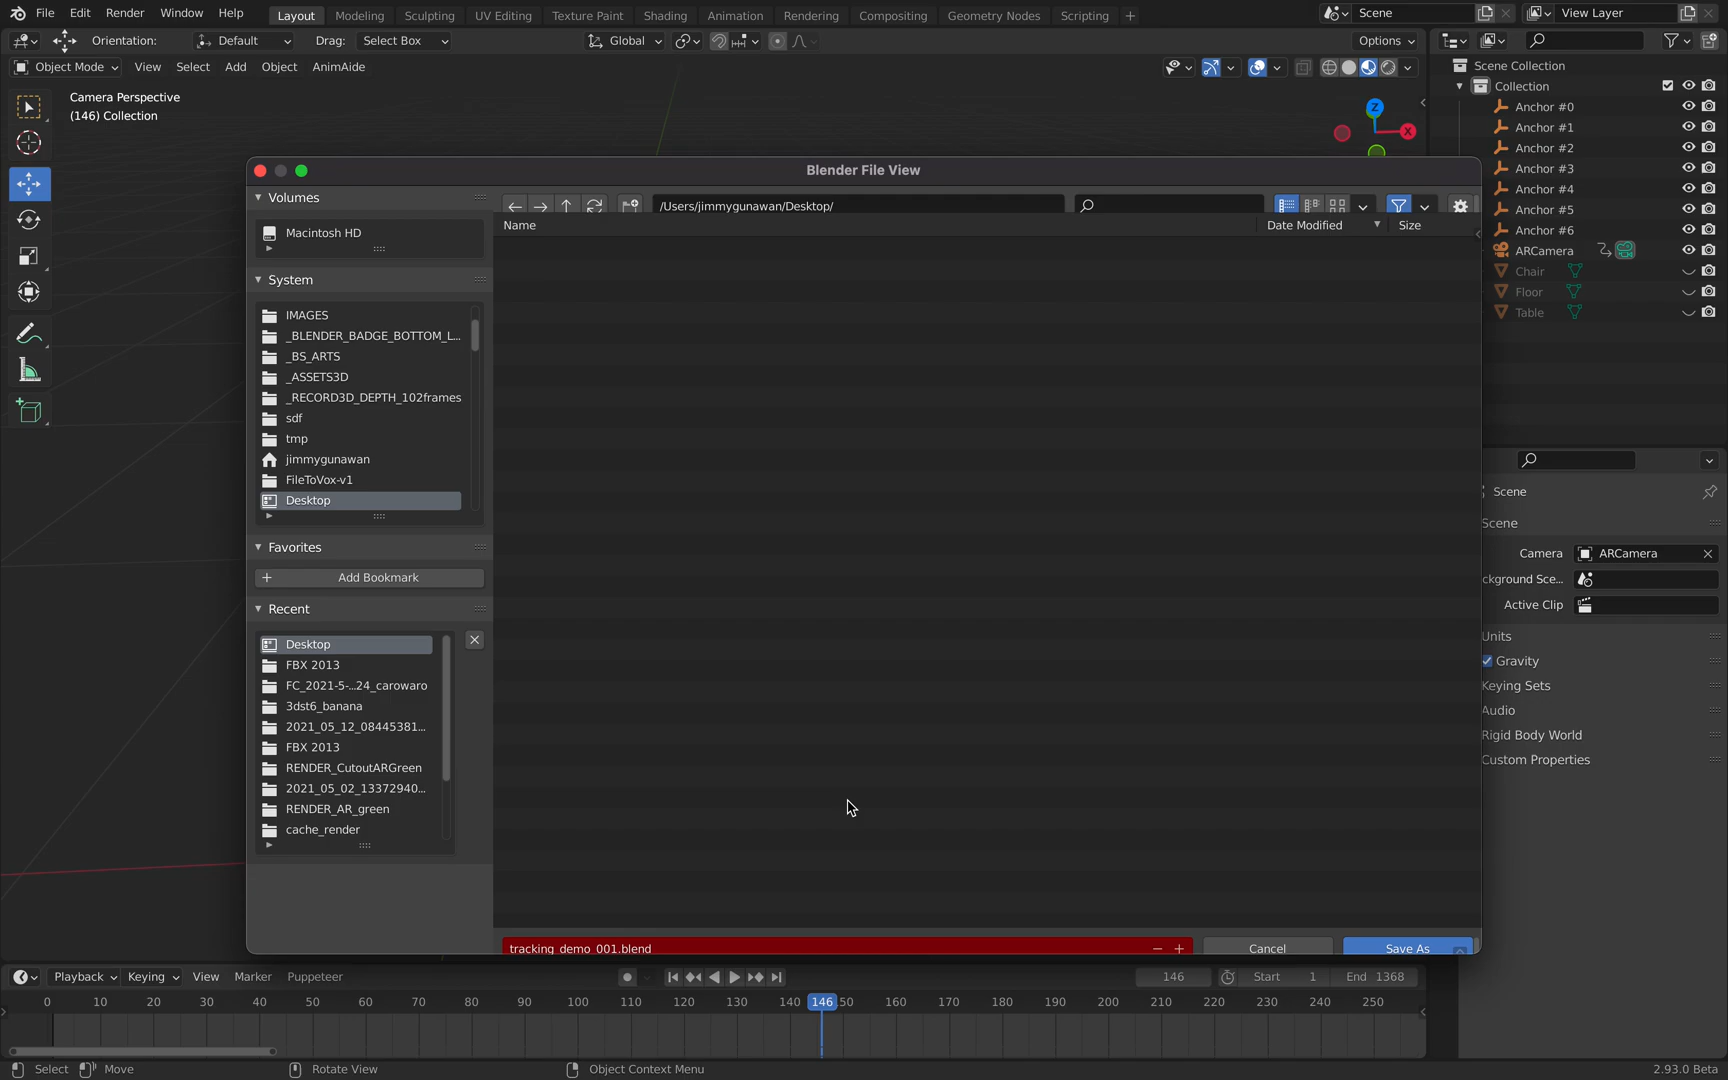 File Edit Render Window Help Layout Modeling Sculpting UV Editing Texture Paint Shading Animation Rendering Compositing Geometry Nodes Scripting + Scene View Layer
Orientation: Default Drag: Select Box Global Options
Object Mode View Select Add Object AnimAide
Scene Collection
Collection
Anchor #0
Anchor #1
Anchor #2
Anchor #3
Anchor #4
Anchor #5
Anchor #6
ARCamera
Chair
Floor
Table
Camera Perspective
(146) Collection
Z
X
Blender File View
Volumes
Macintosh HD
System
IMAGES
_BLENDER_BADGE_BOTTOM_L...
_BS_ARTS
_ASSETS3D
_RECORD3D_DEPTH_102frames
sdf
tmp
jimmygunawan
FileToVox-v1
Desktop
Favorites
+ Add Bookmark
Recent
Desktop
FBX 2013
FC_2021-5-...24_carowaro
3dst6_banana
2021_05_12_08445381...
FBX 2013
RENDER_CutoutARGreen
2021_05_02_13372940...
RENDER_AR_green
cache_render
/Users/jimmygunawan/Desktop/
Name Date Modified Size
tracking_demo_001.blend − + Cancel Save As
Scene
Scene
Camera ARCamera
ckground Sce...
Active Clip
Units
Gravity
Keying Sets
Audio
Rigid Body World
Custom Properties
Playback Keying View Marker Puppeteer 146 Start 1 End 1368
0 10 20 30 40 50 60 70 80 90 100 110 120 130 140 146 50 160 170 180 190 200 210 220 230 240 250
Select Move Rotate View Object Context Menu 2.93.0 Beta